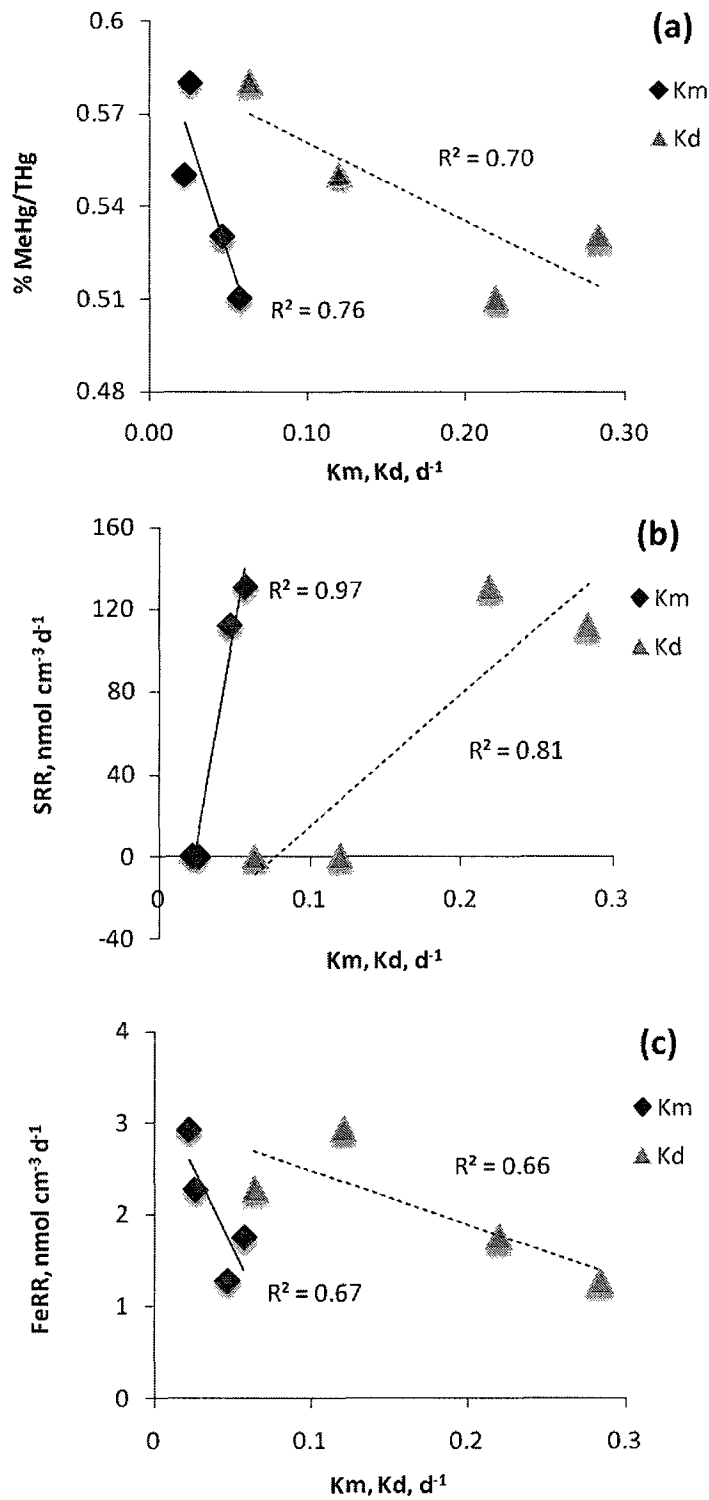 (a)
0.6
0.57
0.54
0.51
0.48
% MeHg/THg
Km
Kd
R² = 0.70
R² = 0.76
0.00 0.10 0.20 0.30
Km, Kd, d⁻¹
(b)
160
120
80
40
0
-40
SRR, nmol cm⁻³ d⁻¹
Km
Kd
R² = 0.97
R² = 0.81
0 0.1 0.2 0.3
Km, Kd, d⁻¹
(c)
4
3
2
1
0
FeRR, nmol cm⁻³ d⁻¹
Km
Kd
R² = 0.66
R² = 0.67
0 0.1 0.2 0.3
Km, Kd, d⁻¹